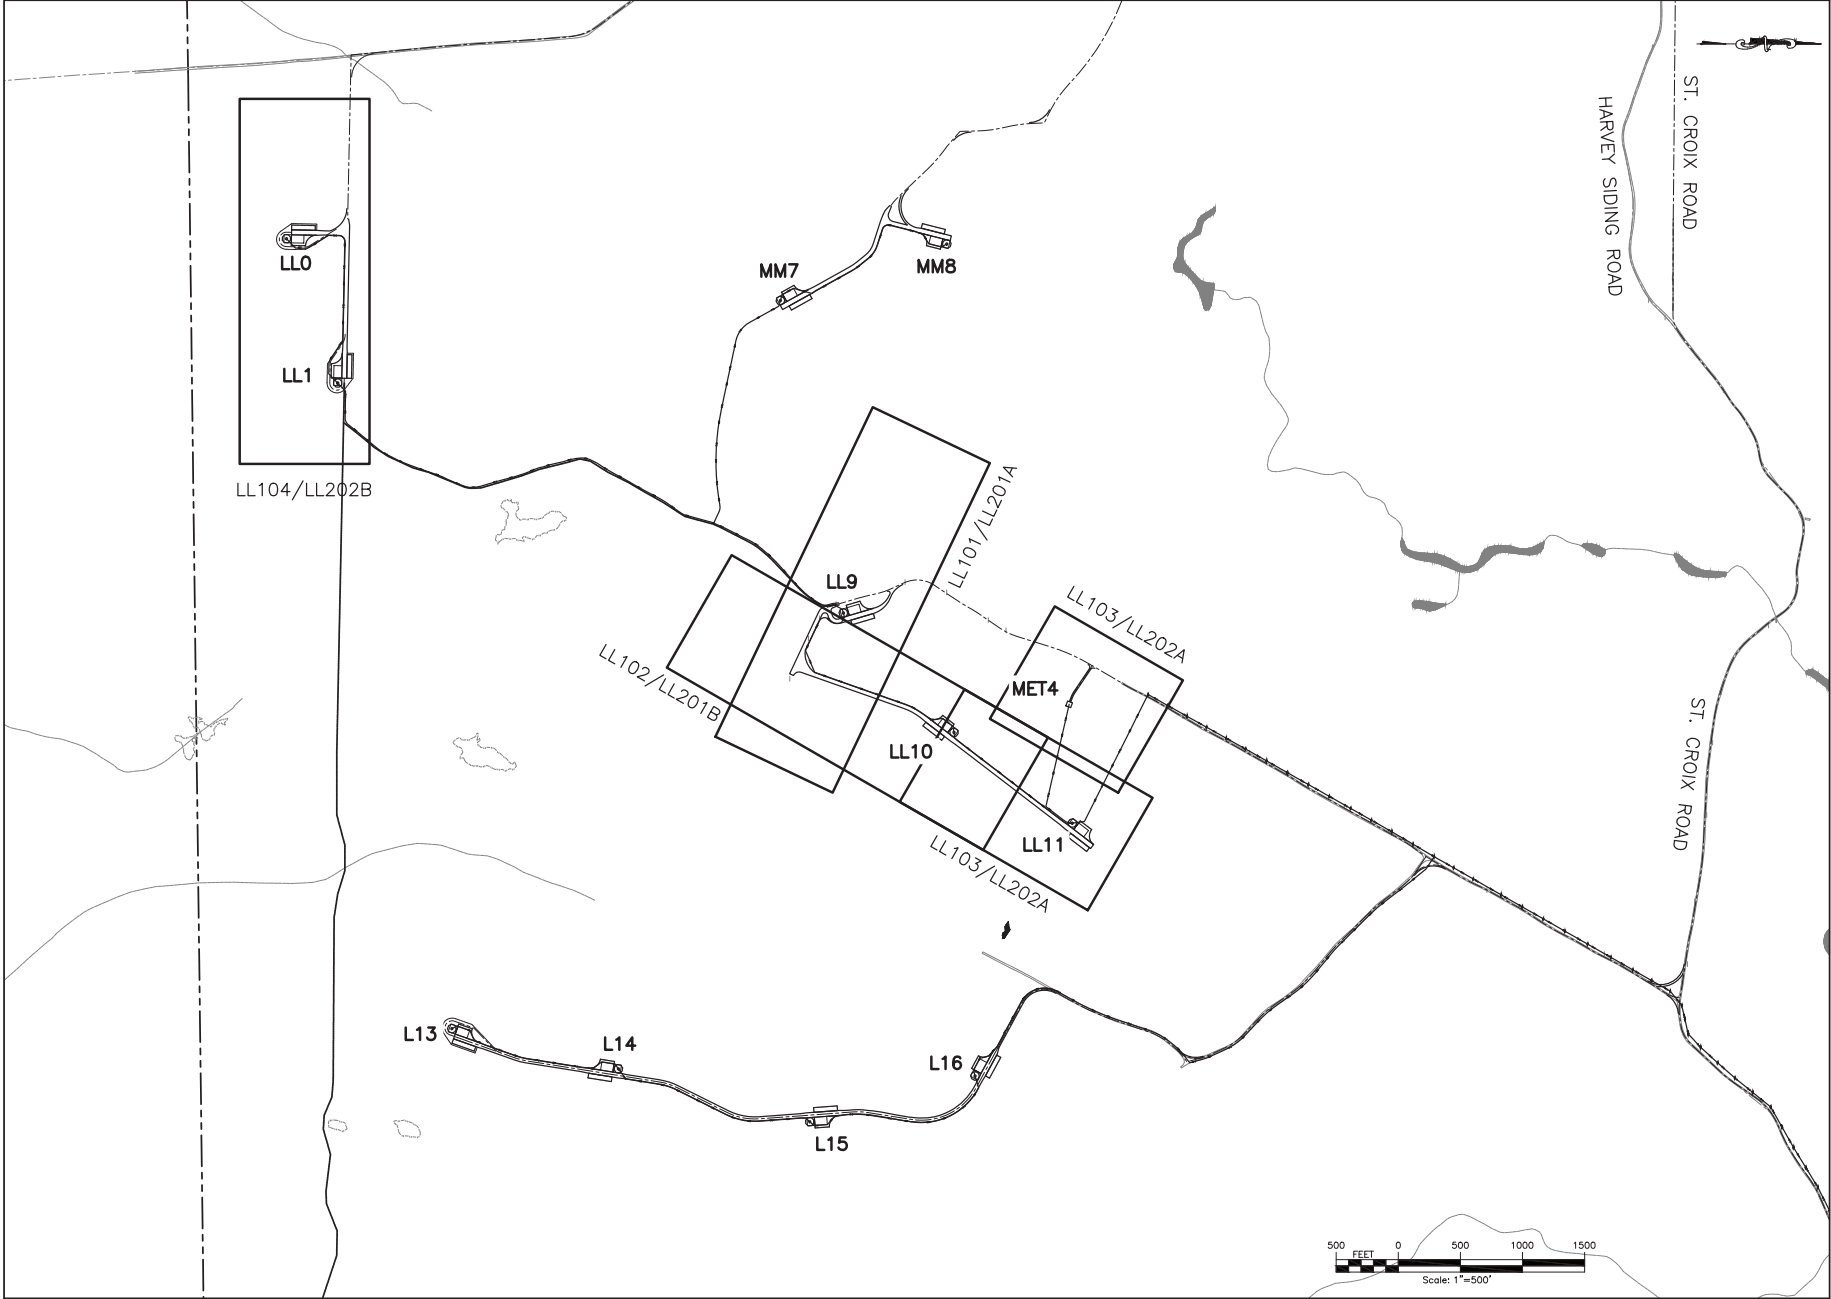 ST. CROIX ROAD
HARVEY SIDING ROAD
LL0
MM7
MM8
LL1
LL104/LL202B
LL101/LL201A
LL9
LL103/LL202A
LL102/LL201B
MET4
LL10
ST. CROIX ROAD
LL11
LL103/LL202A
L13
L14
L16
L15
500 0 500 1000 1500
FEET
Scale: 1"=500'